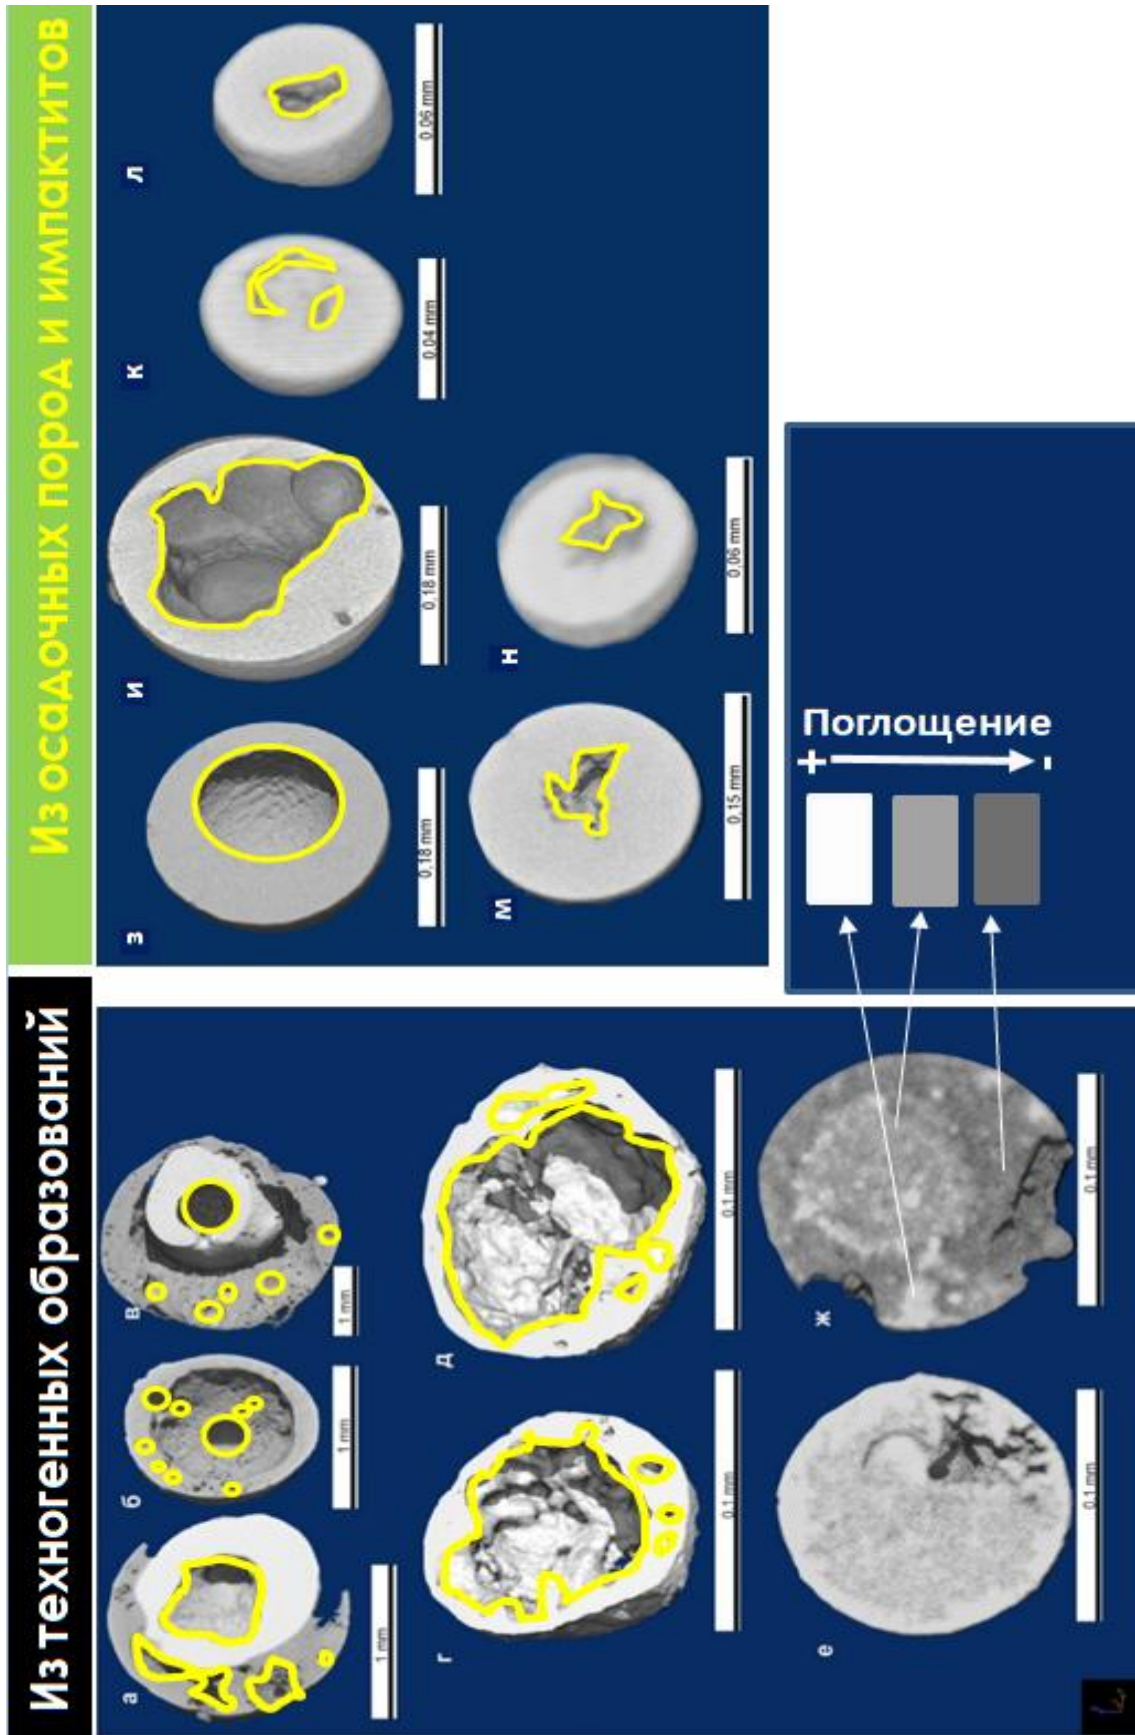 Из техногенных образований
Из осадочных пород и импактитов
а
1 mm
б
1 mm
в
1 mm
г
0.1 mm
д
0.1 mm
е
0.1 mm
ж
0.1 mm
з
0,18 mm
и
0,18 mm
к
0,04 mm
л
0.06 mm
м
0.15 mm
н
0,06 mm
Поглощение
+
-